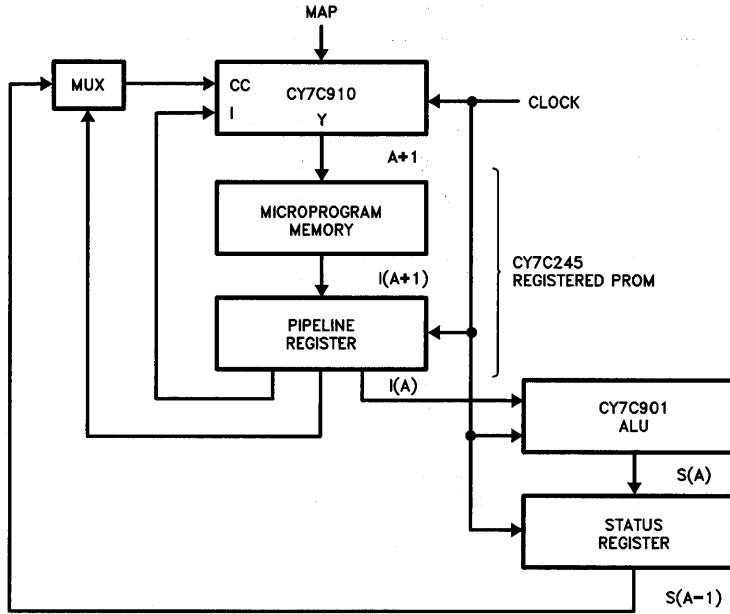 MAP
MUX
CC
CY7C910
I
Y
CLOCK
A+1
MICROPROGRAM
MEMORY
CY7C245
REGISTERED PROM
I(A+1)
PIPELINE
REGISTER
I(A)
CY7C901
ALU
S(A)
STATUS
REGISTER
S(A−1)